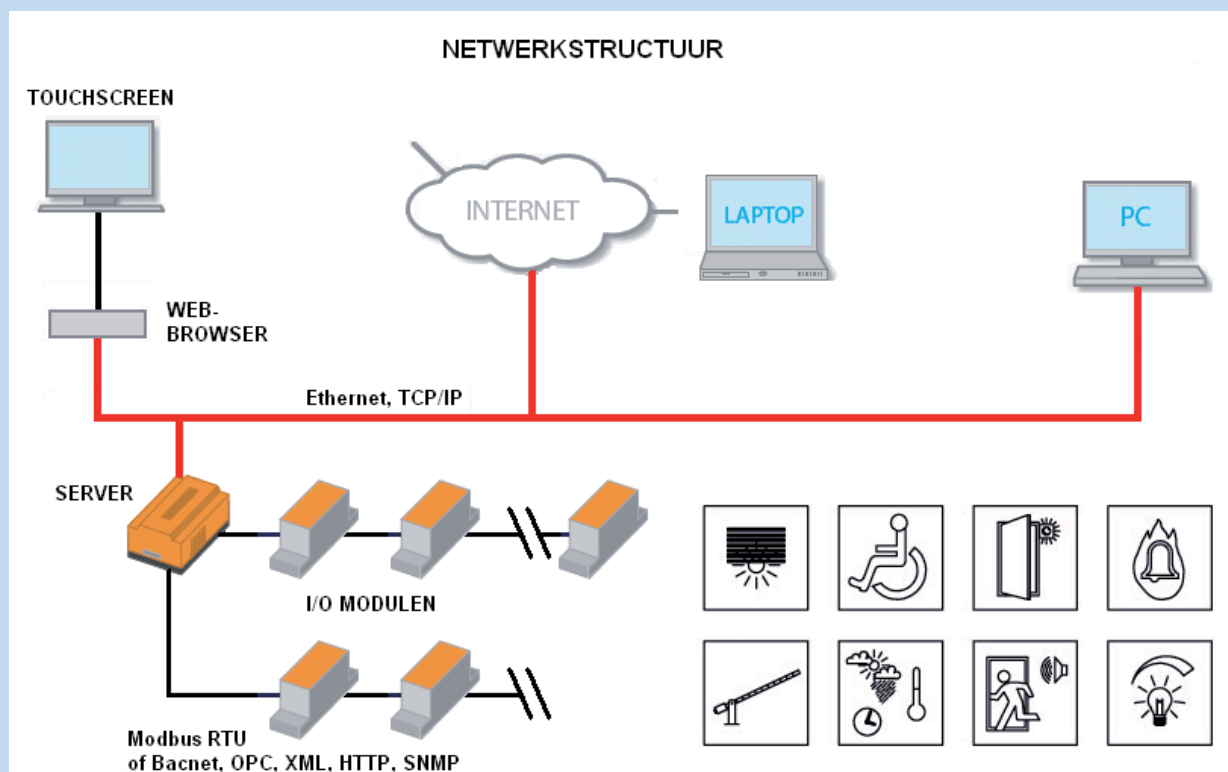 NETWERKSTRUCTUUR
TOUCHSCREEN
INTERNET
LAPTOP
PC
WEB-
BROWSER
Ethernet, TCP/IP
SERVER
I/O MODULEN
Modbus RTU
of Bacnet, OPC, XML, HTTP, SNMP